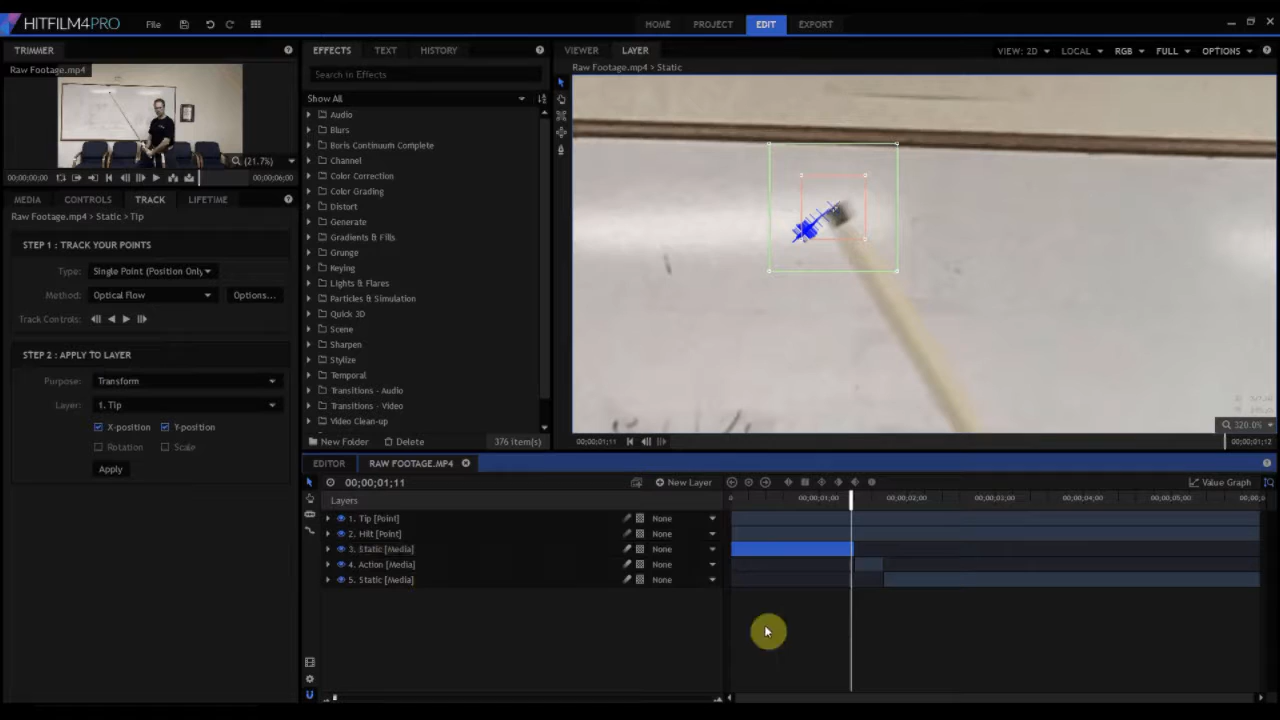 HITFILM4PRO File HOME PROJECT EDIT EXPORT
TRIMMER
Raw Footage.mp4
(21.7%)
00;00;00;00
00;00;06;00
MEDIA CONTROLS TRACK LIFETIME
Raw Footage.mp4 > Static > Tip
STEP 1 : TRACK YOUR POINTS
Type: Single Point (Position Only
Method: Optical Flow Options...
Track Controls:
STEP 2 : APPLY TO LAYER
Purpose: Transform
Layer: 1. Tip
X-position Y-position
Rotation Scale
Apply
EFFECTS TEXT HISTORY
Search in Effects
Show All
Audio
Blurs
Boris Continuum Complete
Channel
Color Correction
Color Grading
Distort
Generate
Gradients & Fills
Grunge
Keying
Lights & Flares
Particles & Simulation
Quick 3D
Scene
Sharpen
Stylize
Temporal
Transitions - Audio
Transitions - Video
Video Clean-up
New Folder Delete 376 item(s)
VIEWER LAYER VIEW: 2D LOCAL RGB FULL OPTIONS
Raw Footage.mp4 > Static
320.0%
00;00;01;11 00;00;01;12
EDITOR RAW FOOTAGE.MP4
00;00;01;11 New Layer Value Graph
Layers 0 00;00;01;00 00;00;02;00 00;00;03;00 00;00;04;00 00;00;05;00
1. Tip [Point] None
2. Hilt [Point] None
3. Static [Media] None
4. Action [Media] None
5. Static [Media] None